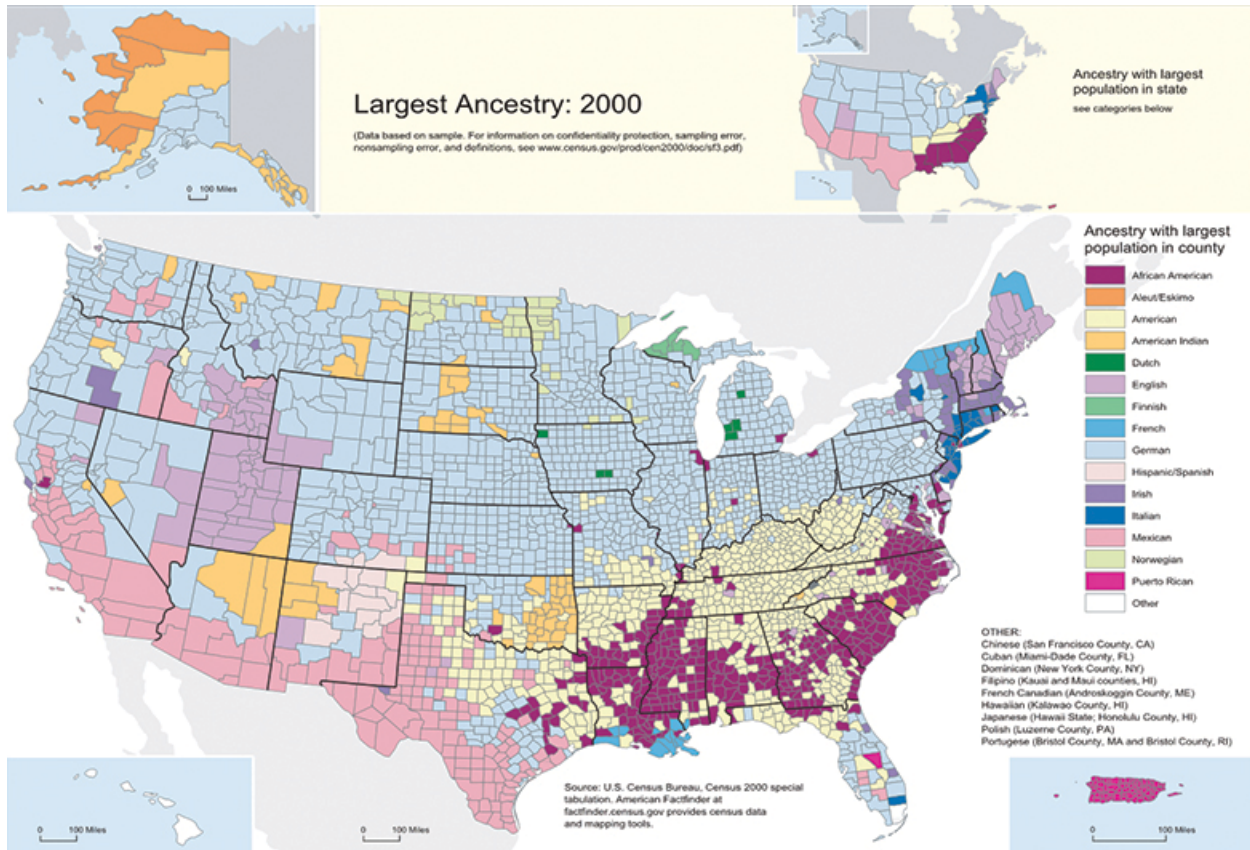 Largest Ancestry: 2000
(Data based on sample. For information on confidentiality protection, sampling error,
nonsampling error, and definitions, see www.census.gov/prod/cen2000/doc/sf3.pdf)
0 100 Miles
Ancestry with largest
population in state
see categories below
Ancestry with largest
population in county
African American
Aleut/Eskimo
American
American Indian
Dutch
English
Finnish
French
German
Hispanic/Spanish
Irish
Italian
Mexican
Norwegian
Puerto Rican
Other
OTHER:
Chinese (San Francisco County, CA)
Cuban (Miami-Dade County, FL)
Dominican (New York County, NY)
Filipino (Kauai and Maui counties, HI)
French Canadian (Androskoggin County, ME)
Hawaiian (Kalawao County, HI)
Japanese (Hawaii State; Honolulu County, HI)
Polish (Luzerne County, PA)
Portugese (Bristol County, MA and Bristol County, RI)
Source: U.S. Census Bureau, Census 2000 special
tabulation. American Factfinder at
factfinder.census.gov provides census data
and mapping tools.
0 100 Miles
0 100 Miles
0 100 Miles